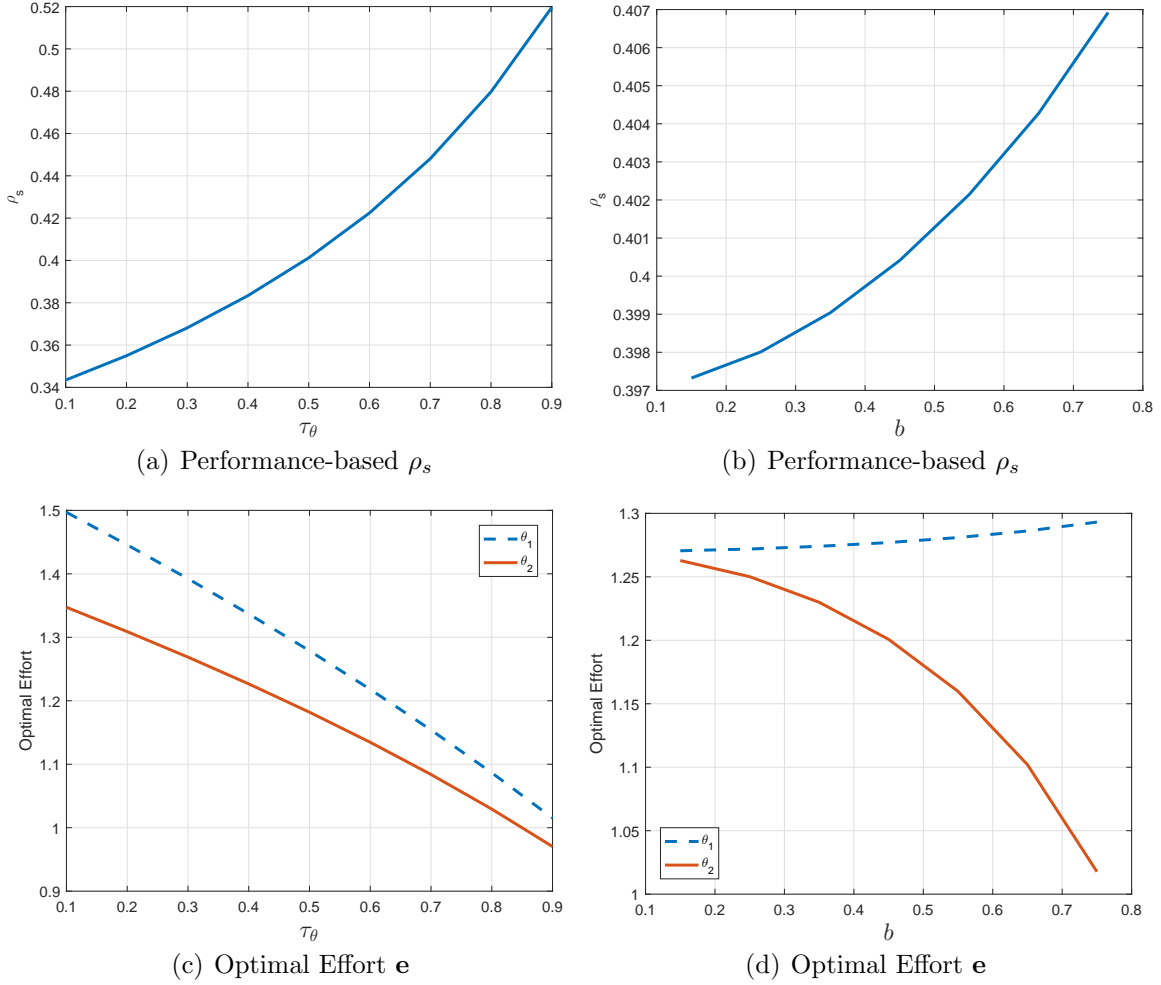 0.52
0.5
0.48
0.46
0.44
0.42
0.4
0.38
0.36
0.34
ρs
0.1 0.2 0.3 0.4 0.5 0.6 0.7 0.8 0.9
τθ
(a) Performance-based ρs
0.407
0.406
0.405
0.404
0.403
0.402
0.401
0.4
0.399
0.398
0.397
ρs
0.1 0.2 0.3 0.4 0.5 0.6 0.7 0.8
b
(b) Performance-based ρs
1.5
1.4
1.3
1.2
1.1
1
0.9
Optimal Effort
θ1
θ2
0.1 0.2 0.3 0.4 0.5 0.6 0.7 0.8 0.9
τθ
(c) Optimal Effort e
1.3
1.25
1.2
1.15
1.1
1.05
1
Optimal Effort
θ1
θ2
0.1 0.2 0.3 0.4 0.5 0.6 0.7 0.8
b
(d) Optimal Effort e